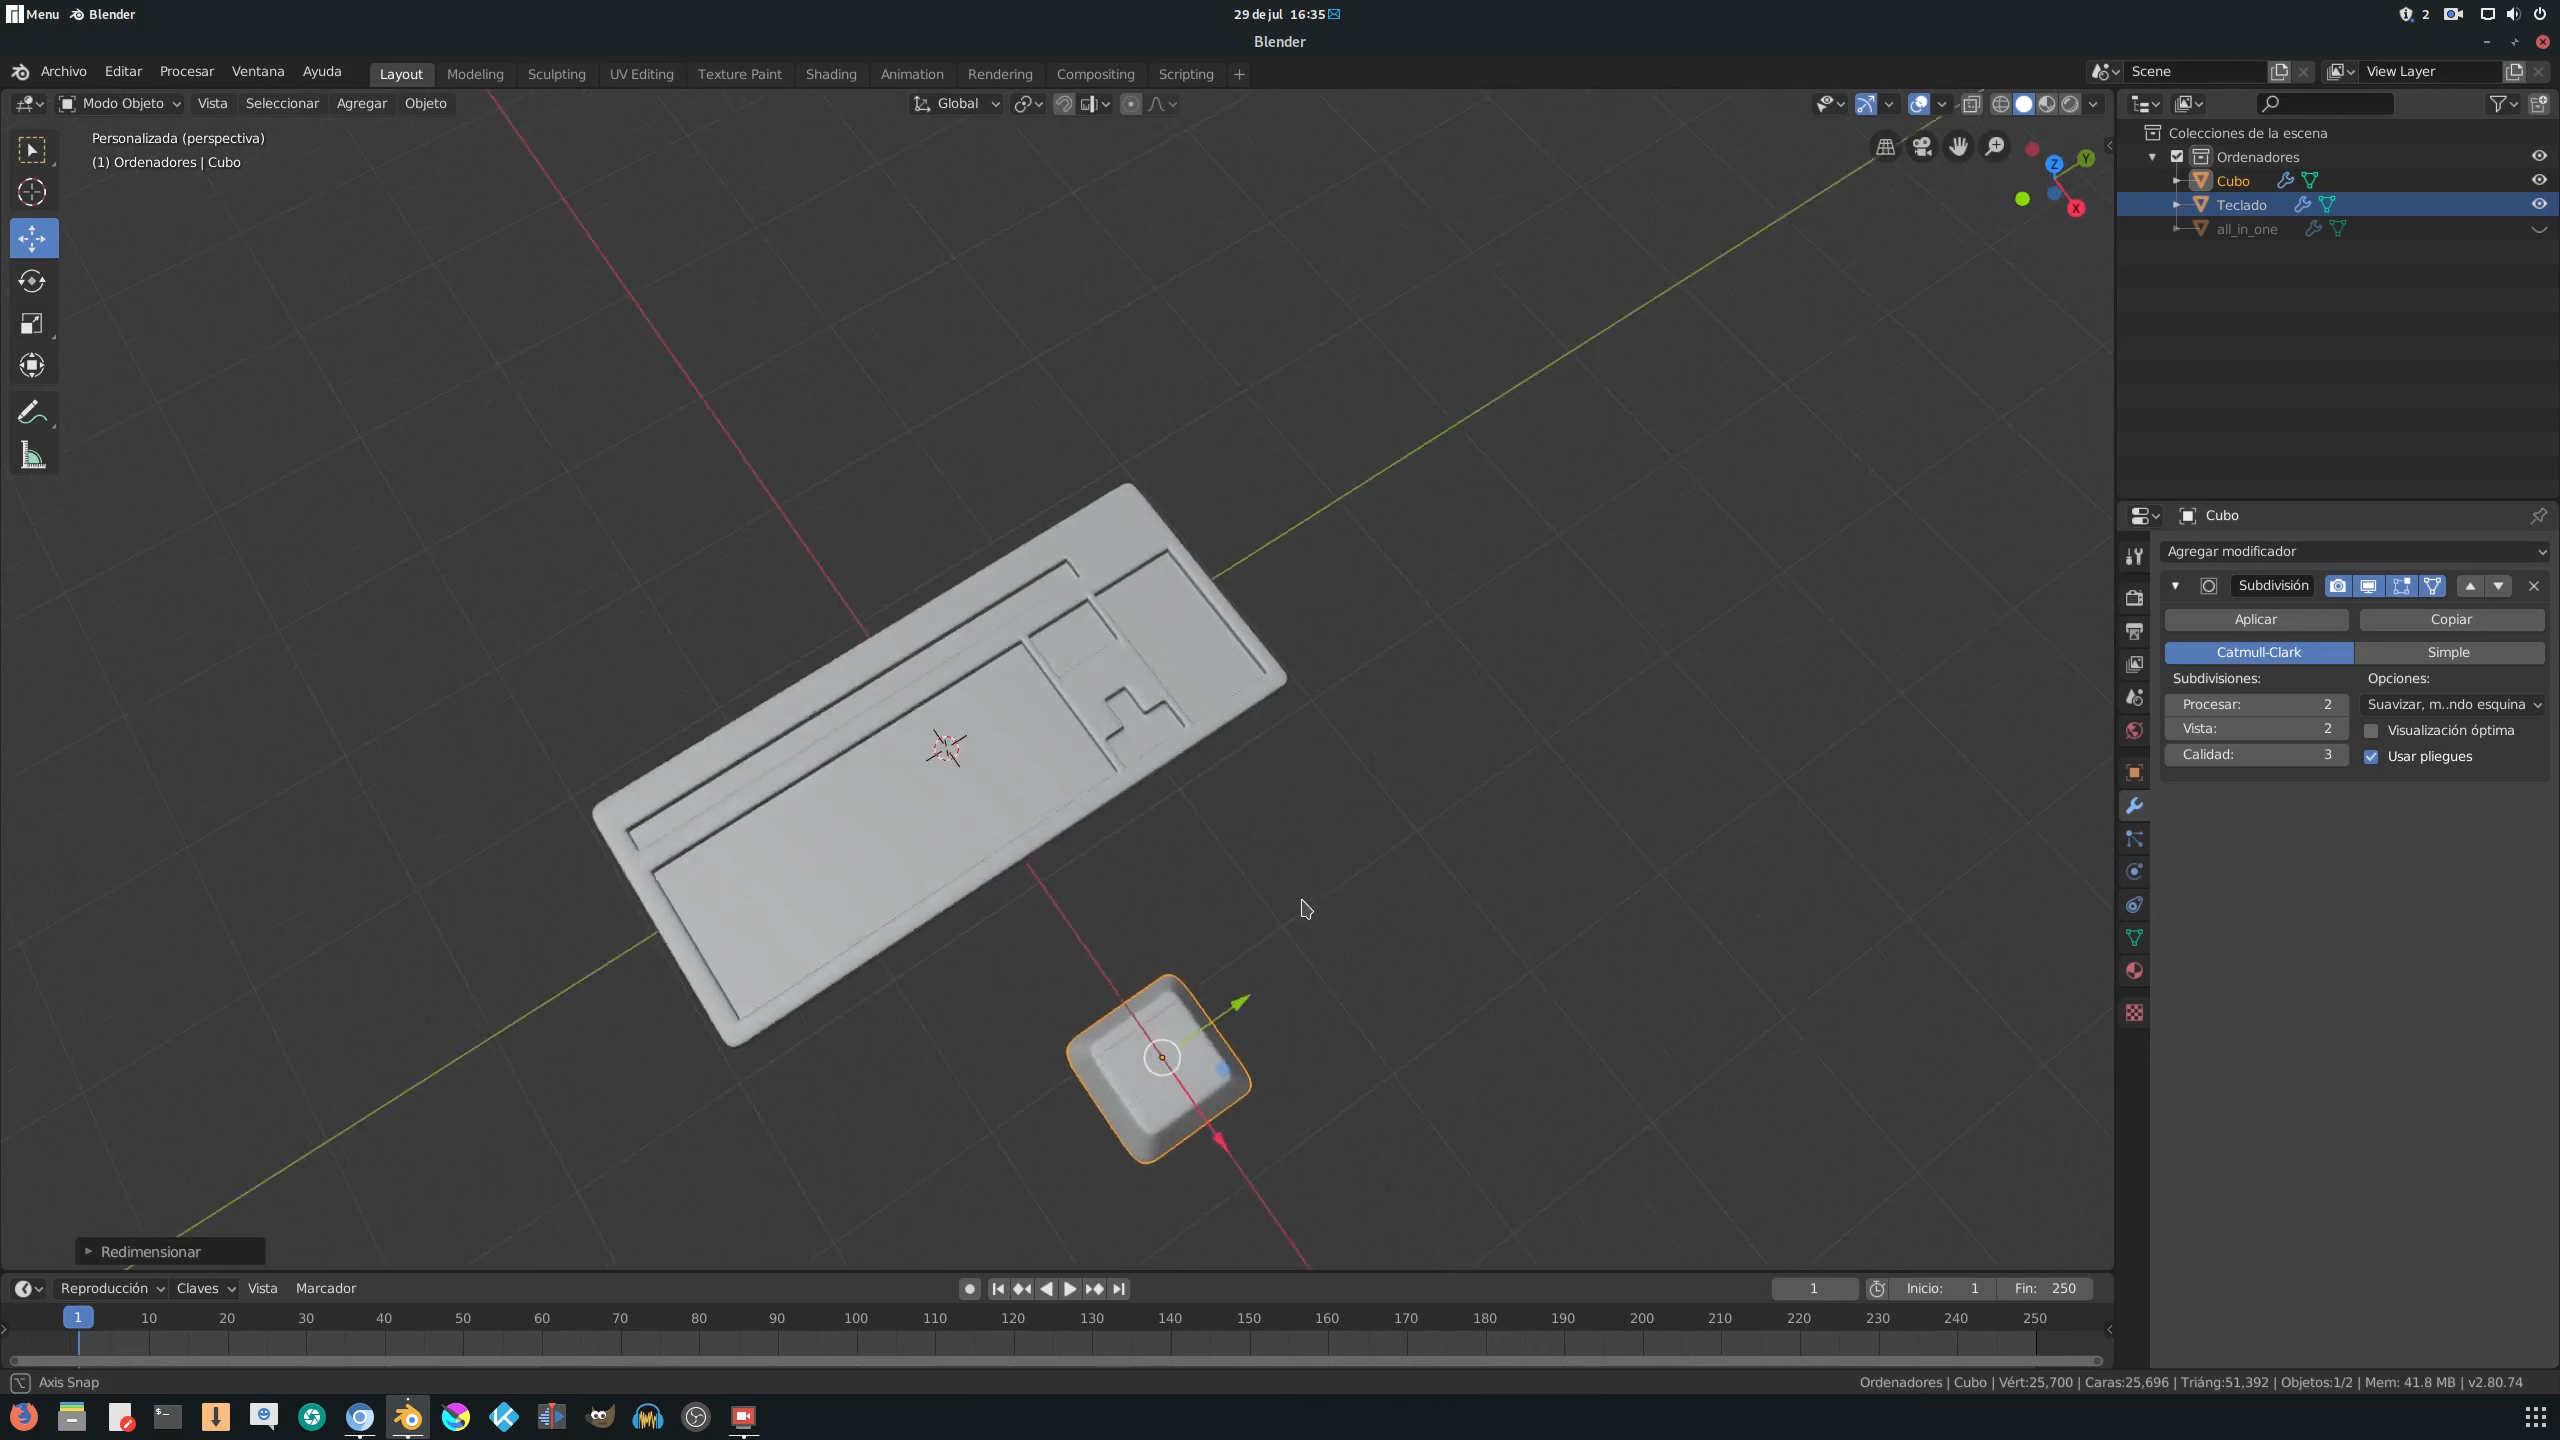 Menu Blender 29 de jul 16:35 2
Blender
Archivo Editar Procesar Ventana Ayuda Layout Modeling Sculpting UV Editing Texture Paint Shading Animation Rendering Compositing Scripting + Scene View Layer
Modo Objeto Vista Seleccionar Agregar Objeto Global
Personalizada (perspectiva)
(1) Ordenadores | Cubo
Z Y X
Colecciones de la escena
Ordenadores
Cubo
Teclado
all_in_one
Cubo
Agregar modificador
Subdivisión
Aplicar Copiar
Catmull-Clark Simple
Subdivisiones: Opciones:
Procesar: 2 Suavizar, m..ndo esquina
Vista: 2 Visualización óptima
Calidad: 3 Usar pliegues
Redimensionar
Reproducción Claves Vista Marcador 1 Inicio: 1 Fin: 250
1 10 20 30 40 50 60 70 80 90 100 110 120 130 140 150 160 170 180 190 200 210 220 230 240 250
Axis Snap Ordenadores | Cubo | Vért:25,700 | Caras:25,696 | Triáng:51,392 | Objetos:1/2 | Mem: 41.8 MB | v2.80.74